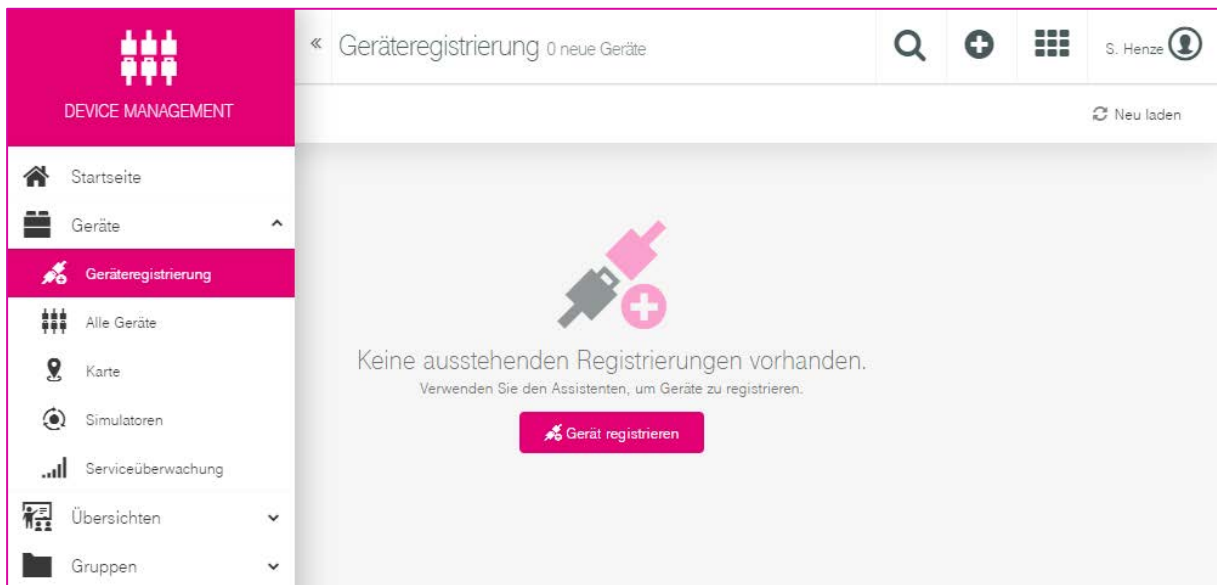 DEVICE MANAGEMENT
Startseite
Geräte
Geräteregistrierung
Alle Geräte
Karte
Simulatoren
Serviceüberwachung
Übersichten
Gruppen
« Geräteregistrierung 0 neue Geräte
S. Henze
Neu laden
Keine ausstehenden Registrierungen vorhanden.
Verwenden Sie den Assistenten, um Geräte zu registrieren.
Gerät registrieren